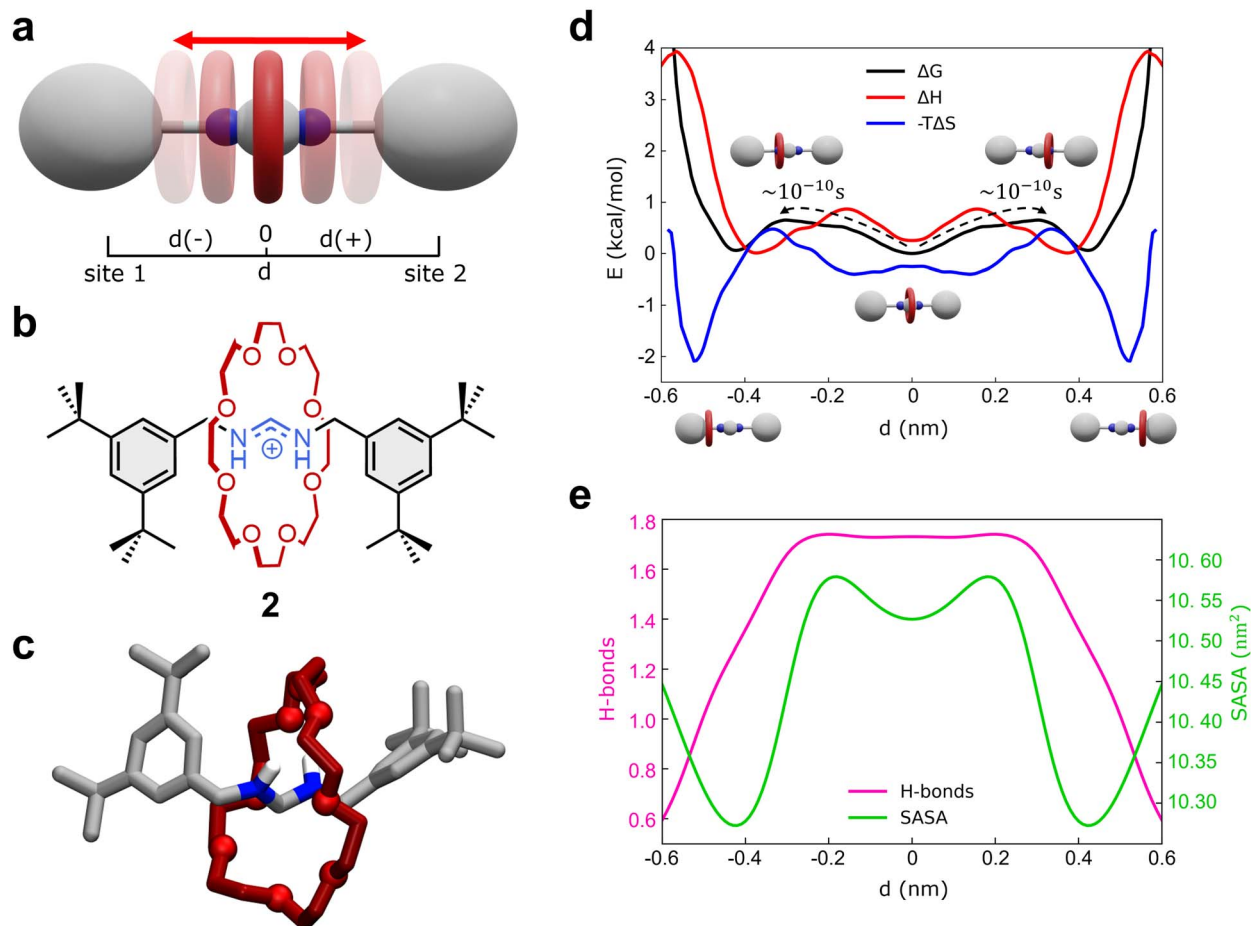 a
d(-) 0 d(+)
site 1 d site 2
b
O O
O O
N N
H ⊕ H
O O
O O
2
c
d
E (kcal/mol)
4
3
2
1
0
-1
-2
ΔG
ΔH
-TΔS
~10⁻¹⁰s ~10⁻¹⁰s
-0.6 -0.4 -0.2 0 0.2 0.4 0.6
d (nm)
e
H-bonds
1.8
1.6
1.4
1.2
1.0
0.8
0.6
H-bonds
SASA
10.60
10.55
10.50
10.45
10.40
10.35
10.30
SASA (nm²)
-0.6 -0.4 -0.2 0 0.2 0.4 0.6
d (nm)